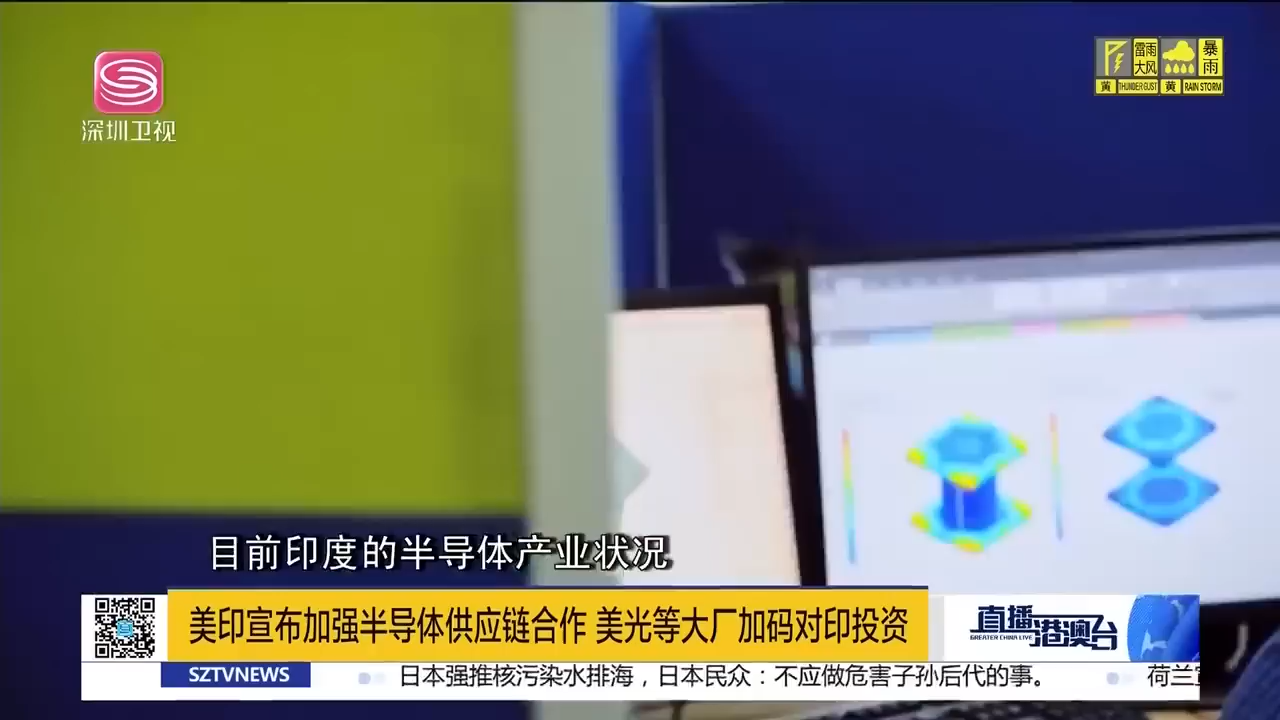 雷雨
大风
暴
雨
黄
THUNDER GUST
黄
RAIN STORM
深圳卫视
目前印度的半导体产业状况
美印宣布加强半导体供应链合作 美光等大厂加码对印投资
直播港澳台
GREATER CHINA LIVE
SZTVNEWS
日本强推核污染水排海，日本民众：不应做危害子孙后代的事。
荷兰